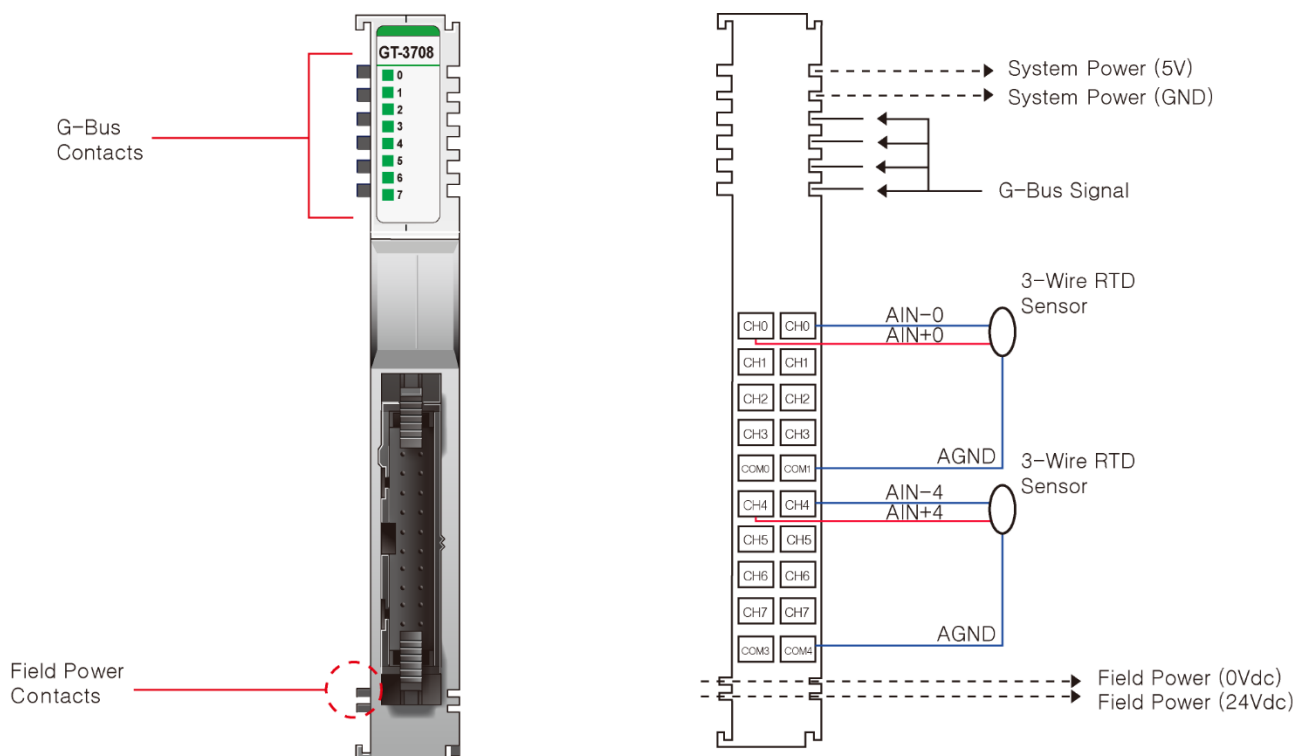 GT-3708
0
1
2
3
4
5
6
7
G-Bus
Contacts
Field Power
Contacts
System Power (5V)
System Power (GND)
G-Bus Signal
3-Wire RTD
Sensor
CH0 CH0 AIN-0
AIN+0
CH1 CH1
CH2 CH2
CH3 CH3
COM0 COM1 AGND
3-Wire RTD
Sensor
CH4 CH4 AIN-4
AIN+4
CH5 CH5
CH6 CH6
CH7 CH7
COM3 COM4 AGND
Field Power (0Vdc)
Field Power (24Vdc)